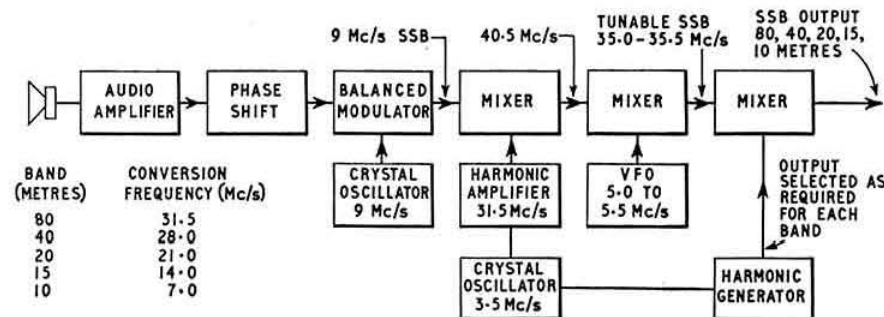 9 Mc/s SSB
40·5 Mc/s
TUNABLE SSB
35·0–35·5 Mc/s
SSB OUTPUT
80, 40, 20, 15,
10 METRES
AUDIO
AMPLIFIER
PHASE
SHIFT
BALANCED
MODULATOR
MIXER
MIXER
MIXER
CRYSTAL
OSCILLATOR
9 Mc/s
HARMONIC
AMPLIFIER
31·5 Mc/s
VFO
5·0 TO
5·5 Mc/s
OUTPUT
SELECTED AS
REQUIRED
FOR EACH
BAND
CRYSTAL
OSCILLATOR
3·5 Mc/s
HARMONIC
GENERATOR
BAND CONVERSION
(METRES) FREQUENCY (Mc/s)
80 31·5
40 28·0
20 21·0
15 14·0
10 7·0